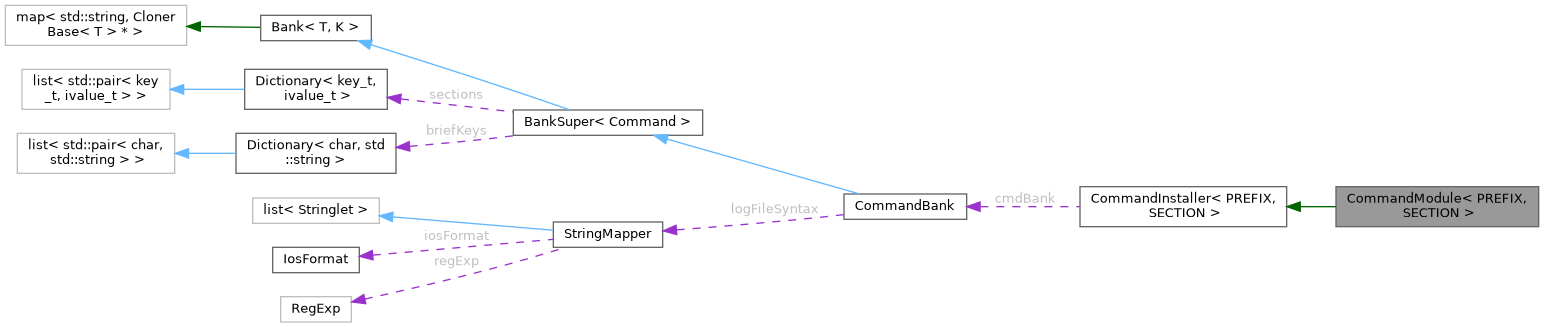 map< std::string, Cloner
Base< T > * >
Bank< T, K >
list< std::pair< key
_t, ivalue_t > >
Dictionary< key_t,
ivalue_t >
sections
BankSuper< Command >
briefKeys
list< std::pair< char,
std::string > >
Dictionary< char, std
::string >
list< Stringlet >
logFileSyntax
CommandBank
cmdBank
CommandInstaller< PREFIX,
SECTION >
CommandModule< PREFIX,
SECTION >
iosFormat
StringMapper
IosFormat
regExp
RegExp